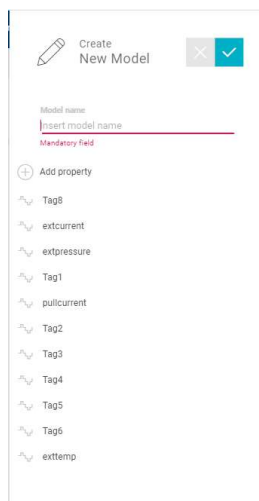 Create
New Model
Model name
Insert model name
Mandatory field
Add property
Tag8
extcurrent
extpressure
Tag1
pullcurrent
Tag2
Tag3
Tag4
Tag5
Tag6
exttemp